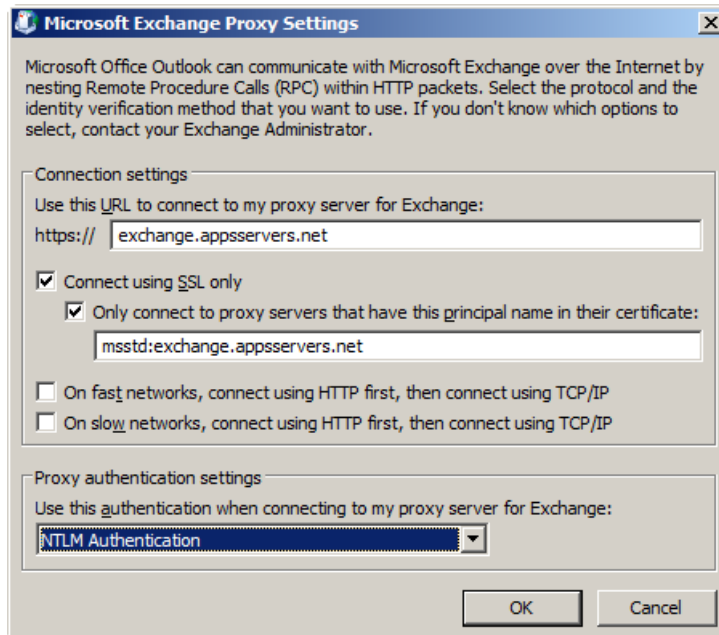 Microsoft Exchange Proxy Settings
Microsoft Office Outlook can communicate with Microsoft Exchange over the Internet by
nesting Remote Procedure Calls (RPC) within HTTP packets. Select the protocol and the
identity verification method that you want to use. If you don't know which options to
select, contact your Exchange Administrator.
Connection settings
Use this URL to connect to my proxy server for Exchange:
https:// exchange.appsservers.net
Connect using SSL only
Only connect to proxy servers that have this principal name in their certificate:
msstd:exchange.appsservers.net
On fast networks, connect using HTTP first, then connect using TCP/IP
On slow networks, connect using HTTP first, then connect using TCP/IP
Proxy authentication settings
Use this authentication when connecting to my proxy server for Exchange:
NTLM Authentication
OK Cancel